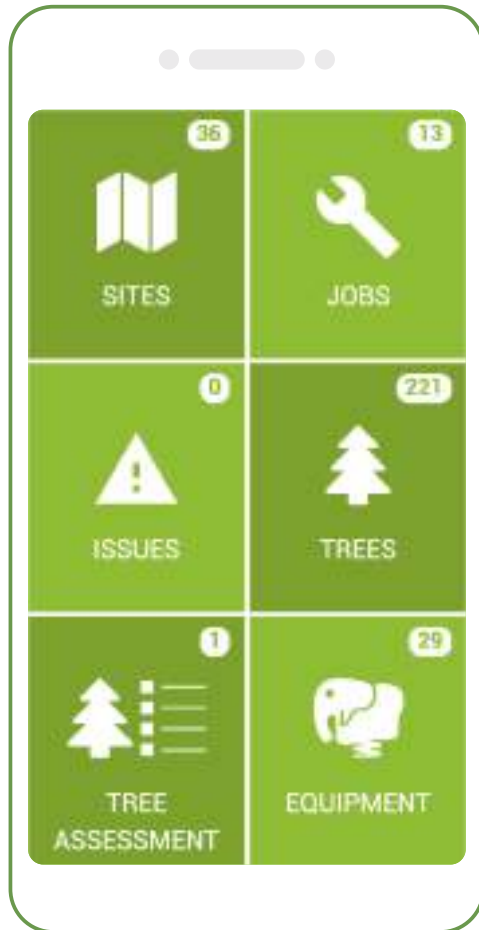 36
SITES
13
JOBS
0
ISSUES
221
TREES
1
TREE
ASSESSMENT
29
EQUIPMENT